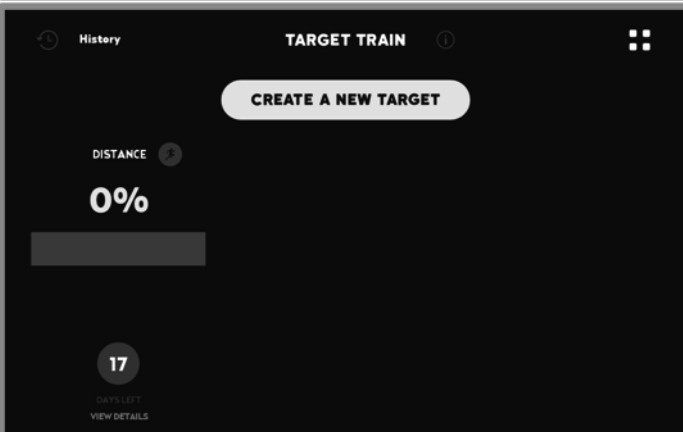 History
TARGET TRAIN
CREATE A NEW TARGET
DISTANCE
0%
17
DAYS LEFT
VIEW DETAILS